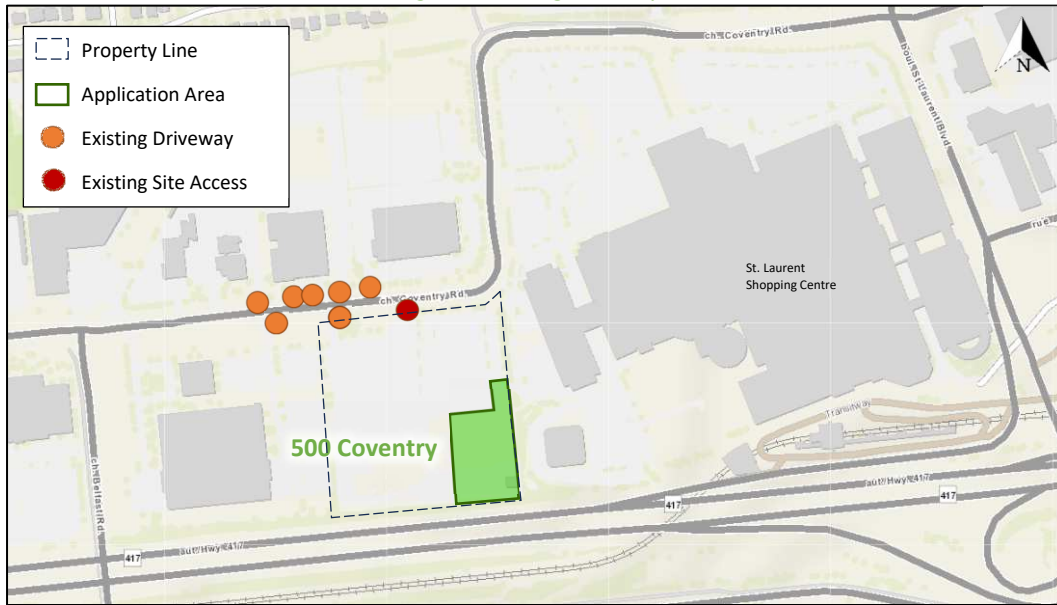 Property Line
Application Area
Existing Driveway
Existing Site Access
N
ch. Coventry Rd.
boul St. Laurent Blvd
rue
St. Laurent
Shopping Centre
ch. Coventry Rd.
Transitway
500 Coventry
ch. Belfast Rd.
aut. Hwy. 417
417
417
aut. Hwy. 417
417